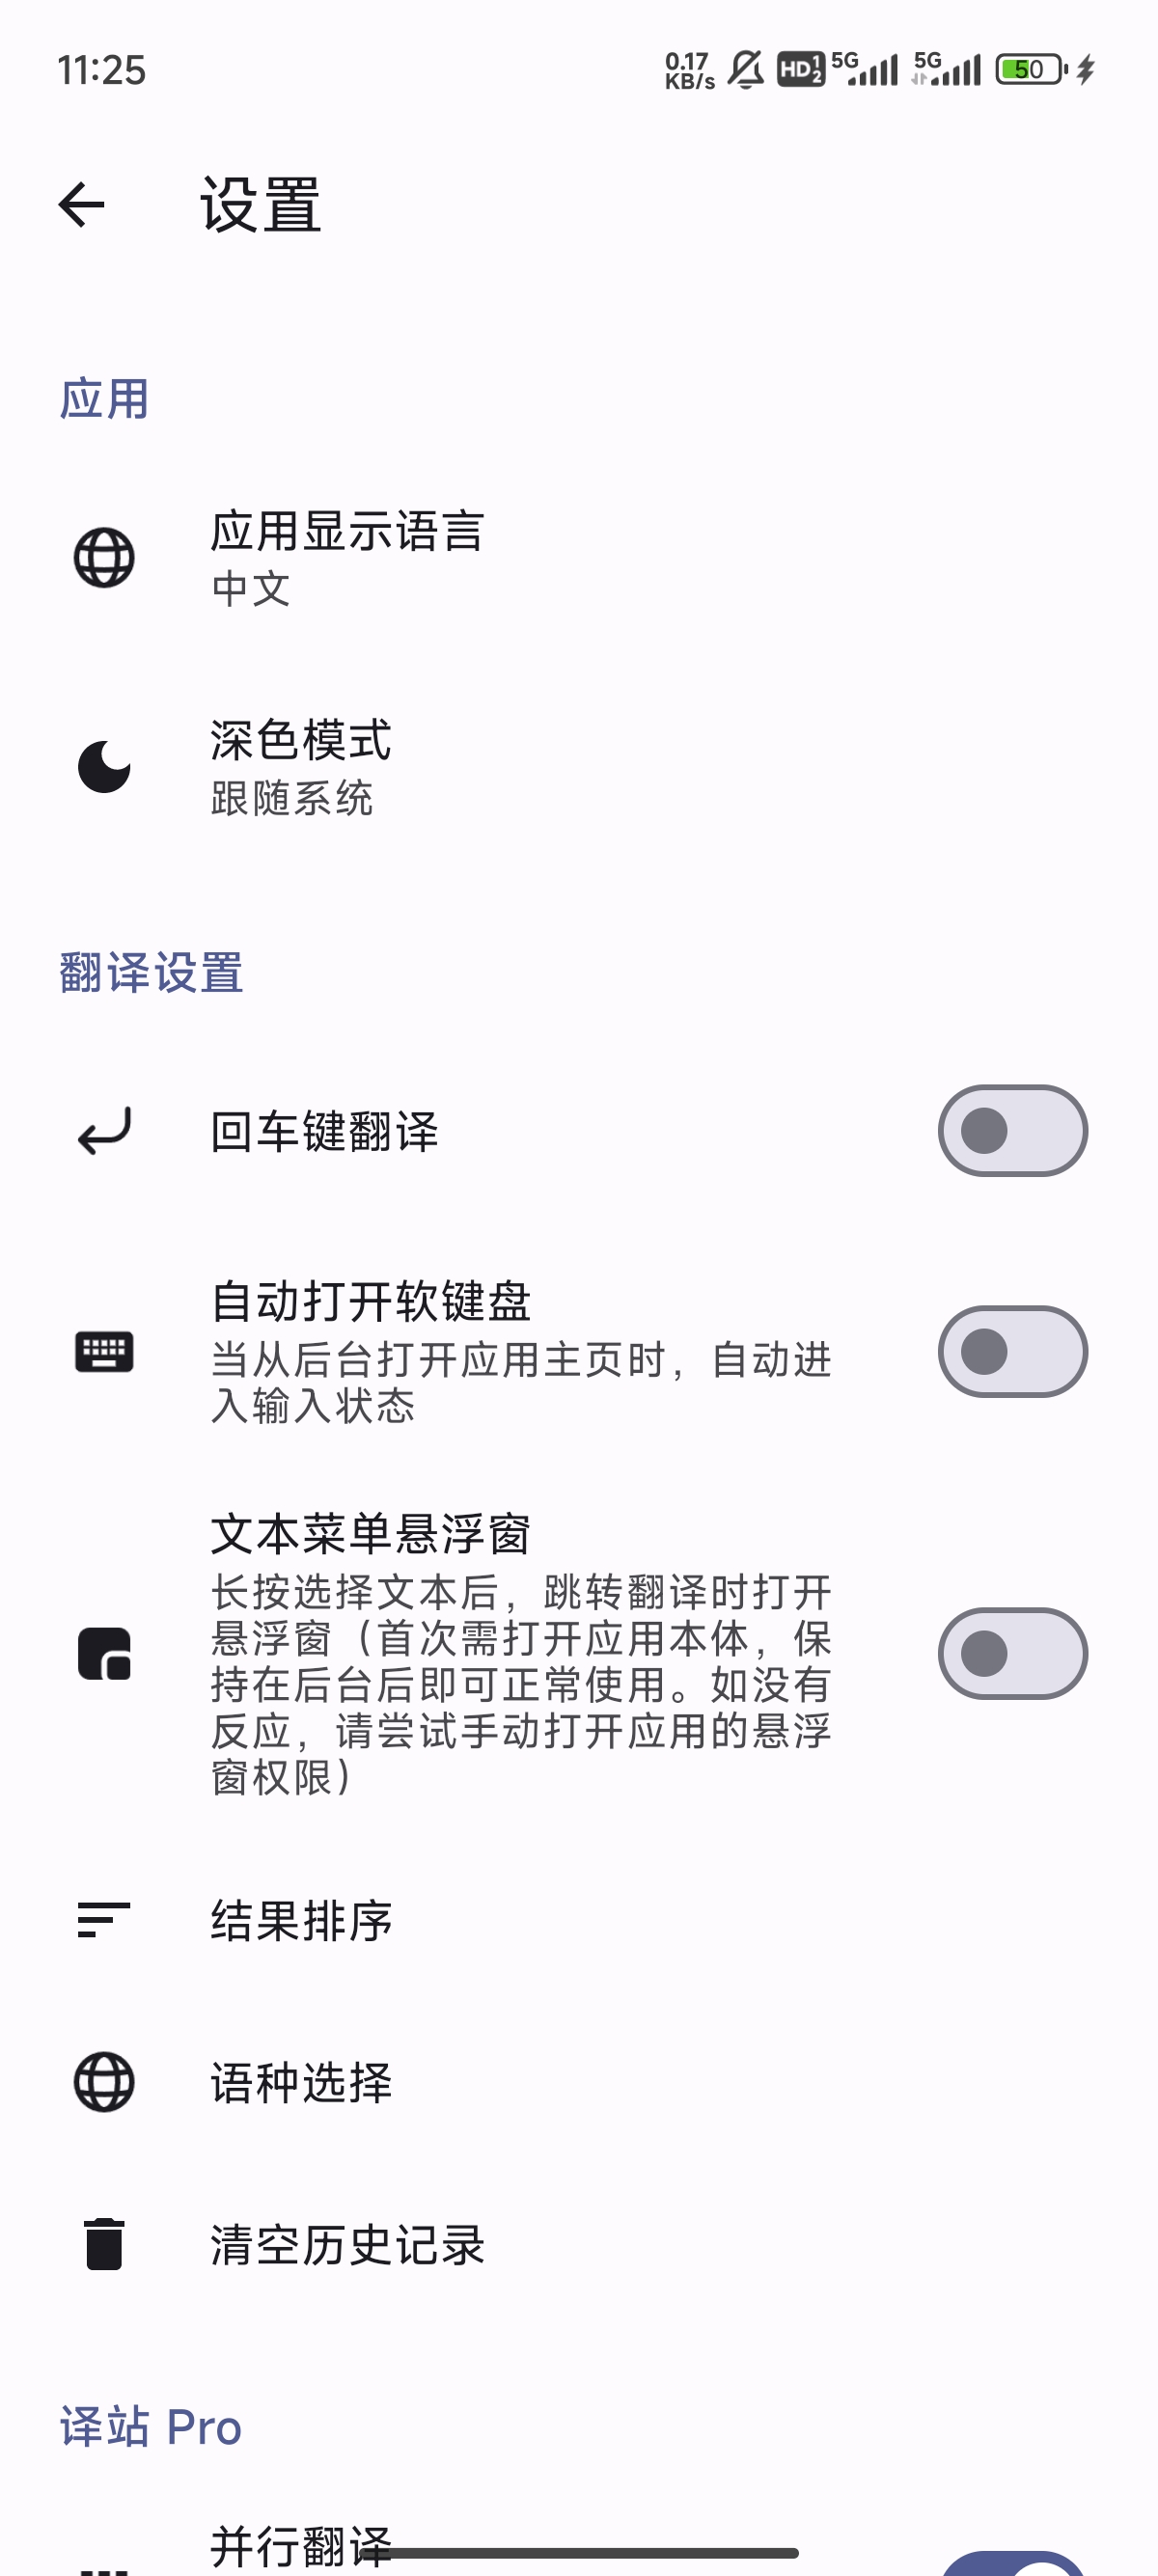 11:25
0.17
KB/s
HD 1 2
5G
5G
50
设置
应用
应用显示语言
中文
深色模式
跟随系统
翻译设置
回车键翻译
自动打开软键盘
当从后台打开应用主页时，自动进
入输入状态
文本菜单悬浮窗
长按选择文本后，跳转翻译时打开
悬浮窗（首次需打开应用本体，保
持在后台后即可正常使用。如没有
反应，请尝试手动打开应用的悬浮
窗权限）
结果排序
语种选择
清空历史记录
译站 Pro
并行翻译